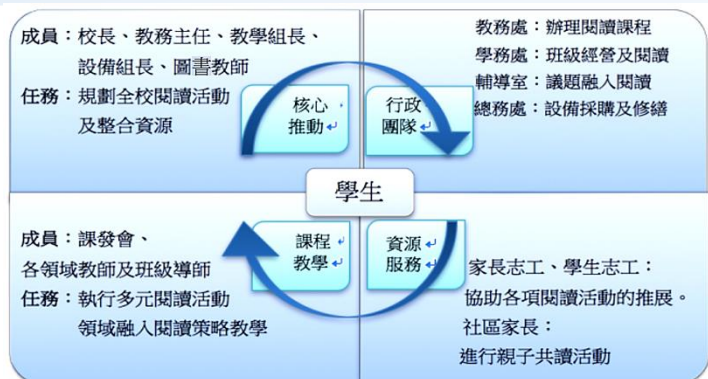 成員：校長、教務主任、教學組長、
設備組長、圖書教師
任務：規劃全校閱讀活動
及整合資源
核心
推動
教務處：辦理閱讀課程
學務處：班級經營及閱讀
輔導室：議題融入閱讀
總務處：設備採購及修繕
行政
團隊
學生
成員：課發會、
各領域教師及班級導師
任務：執行多元閱讀活動
領域融入閱讀策略教學
課程
教學
資源
服務
家長志工、學生志工：
協助各項閱讀活動的推展。
社區家長：
進行親子共讀活動